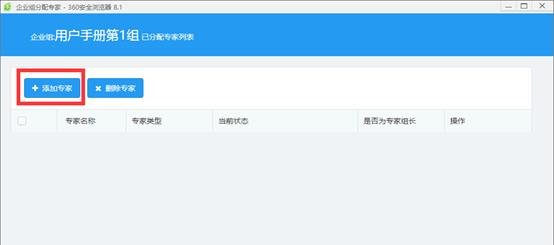 企业组分配专家 - 360安全浏览器 8.1
企业组:用户手册第1组 已分配专家列表
添加专家 删除专家
专家名称 专家类型 当前状态 是否为专家组长 操作